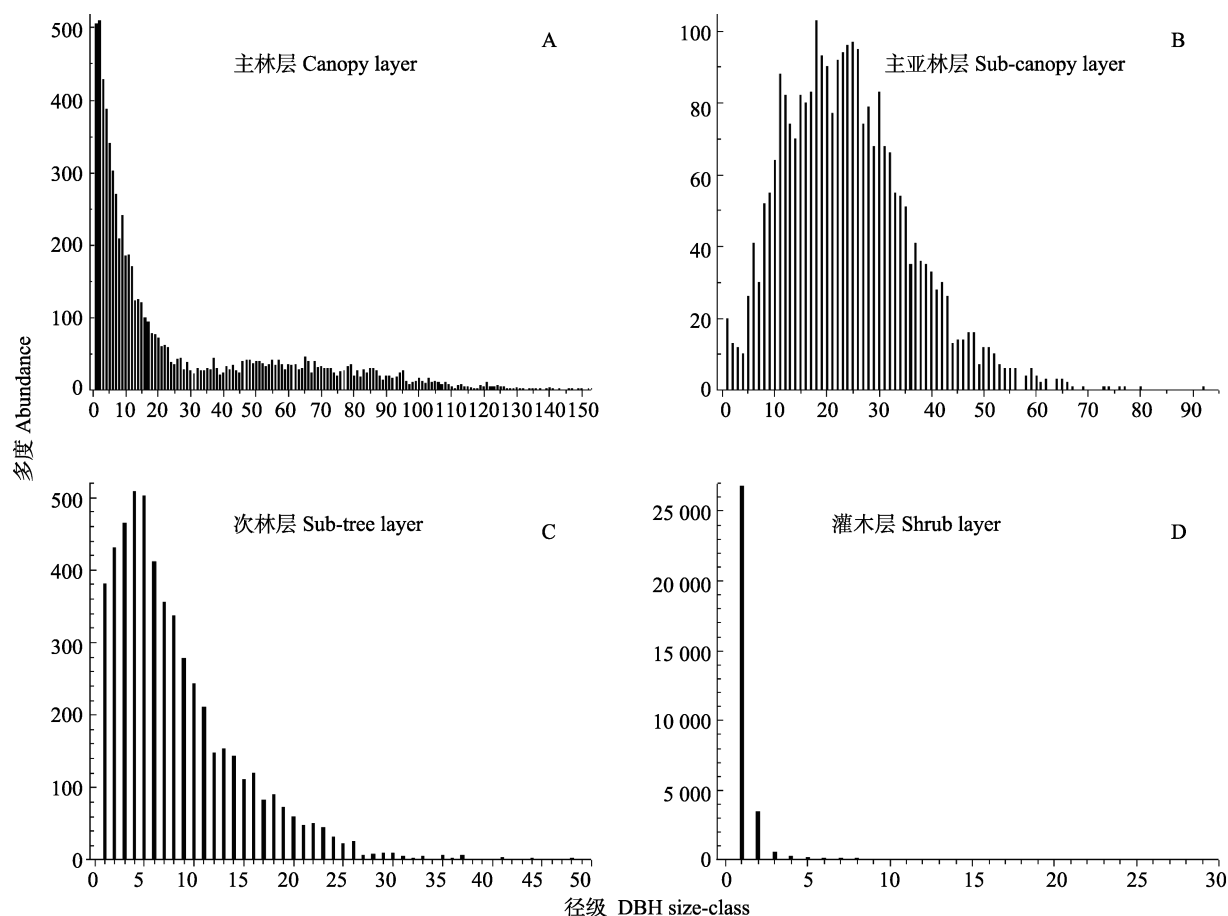 A
主林层 Canopy layer
500
400
300
200
100
0
0 10 20 30 40 50 60 70 80 90 100 110 120 130 140 150
B
主亚林层 Sub-canopy layer
100
80
60
40
20
0
0 10 20 30 40 50 60 70 80 90
多度 Abundance
次林层 Sub-tree layer
C
500
400
300
200
100
0
0 5 10 15 20 25 30 35 40 45 50
灌木层 Shrub layer
D
25 000
20 000
15 000
10 000
5 000
0
0 5 10 15 20 25 30
径级 DBH size-class